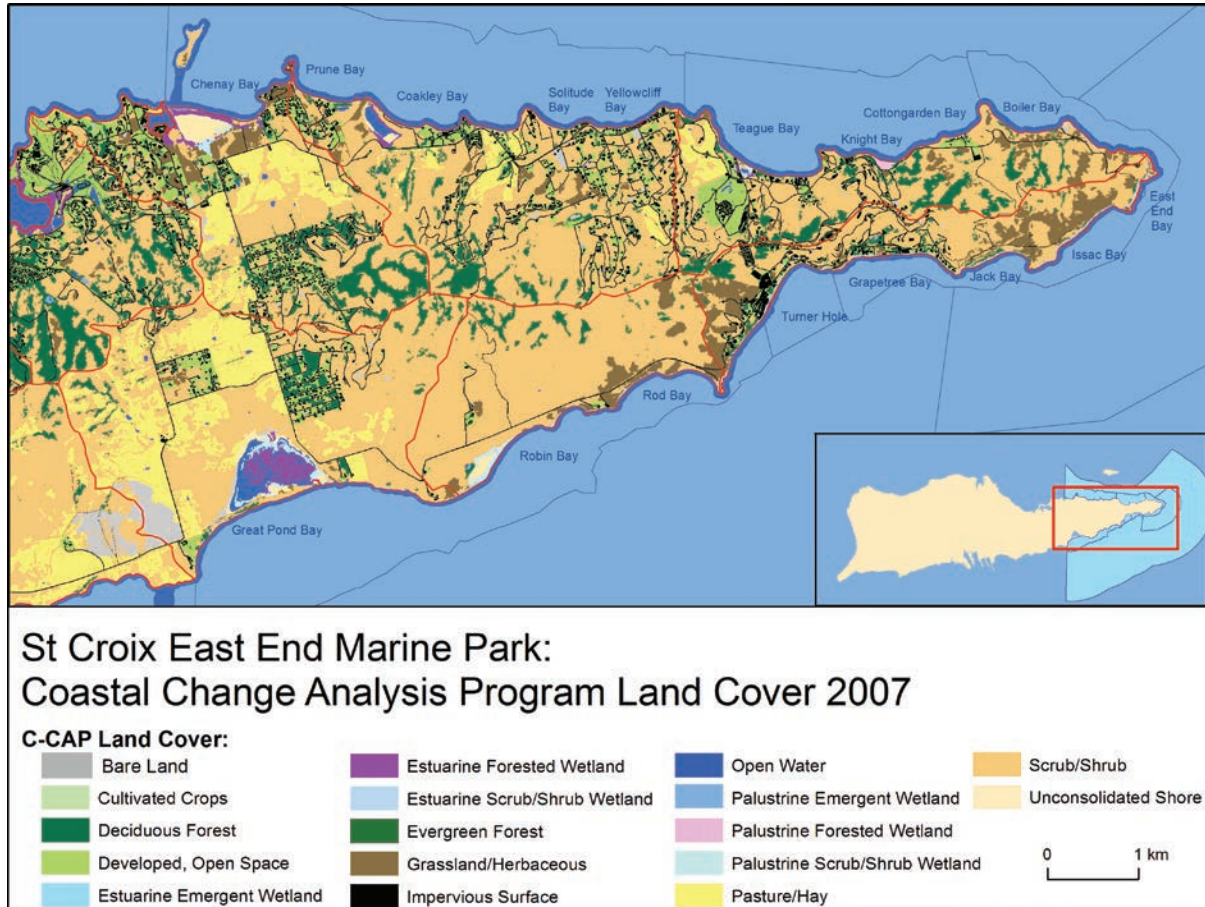 Prune Bay
Chenay Bay
Coakley Bay
Solitude
Bay
Yellowcliff
Bay
Teague Bay
Cottongarden Bay
Boiler Bay
Knight Bay
East
End
Bay
Issac Bay
Jack Bay
Grapetree Bay
Turner Hole
Rod Bay
Robin Bay
Great Pond Bay
St Croix East End Marine Park:
Coastal Change Analysis Program Land Cover 2007
C-CAP Land Cover:
Bare Land
Cultivated Crops
Deciduous Forest
Developed, Open Space
Estuarine Emergent Wetland
Estuarine Forested Wetland
Estuarine Scrub/Shrub Wetland
Evergreen Forest
Grassland/Herbaceous
Impervious Surface
Open Water
Palustrine Emergent Wetland
Palustrine Forested Wetland
Palustrine Scrub/Shrub Wetland
Pasture/Hay
Scrub/Shrub
Unconsolidated Shore
0 1 km